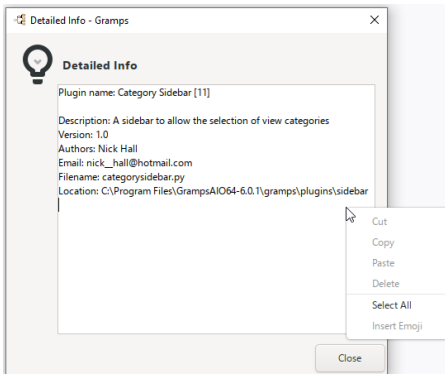 Detailed Info - Gramps
Detailed Info
Plugin name: Category Sidebar [11]
Description: A sidebar to allow the selection of view categories
Version: 1.0
Authors: Nick Hall
Email: nick__hall@hotmail.com
Filename: categorysidebar.py
Location: C:\Program Files\GrampsAIO64-6.0.1\gramps\plugins\sidebar
Cut
Copy
Paste
Delete
Select All
Insert Emoji
Close